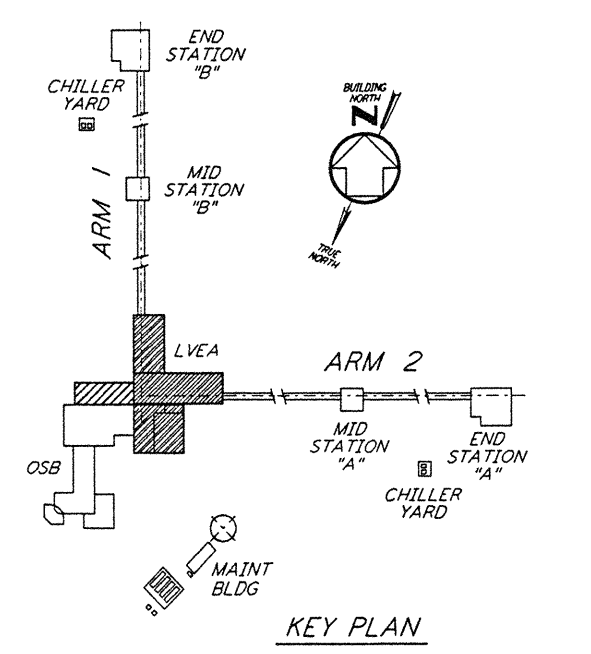 END
STATION
"B"
CHILLER
YARD
BUILDING
NORTH
N
MID
STATION
"B"
ARM 1
TRUE
NORTH
LVEA
ARM 2
MID
STATION
"A"
END
STATION
"A"
OSB
CHILLER
YARD
MAINT
BLDG
KEY PLAN